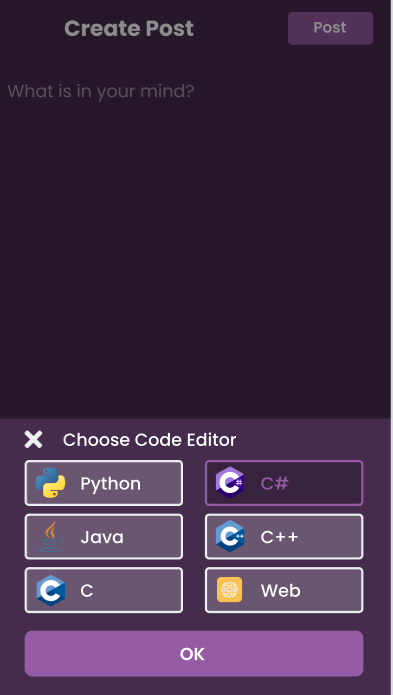 Create Post
Post
What is in your mind?
Choose Code Editor
Python
C#
Java
C++
C
Web
OK